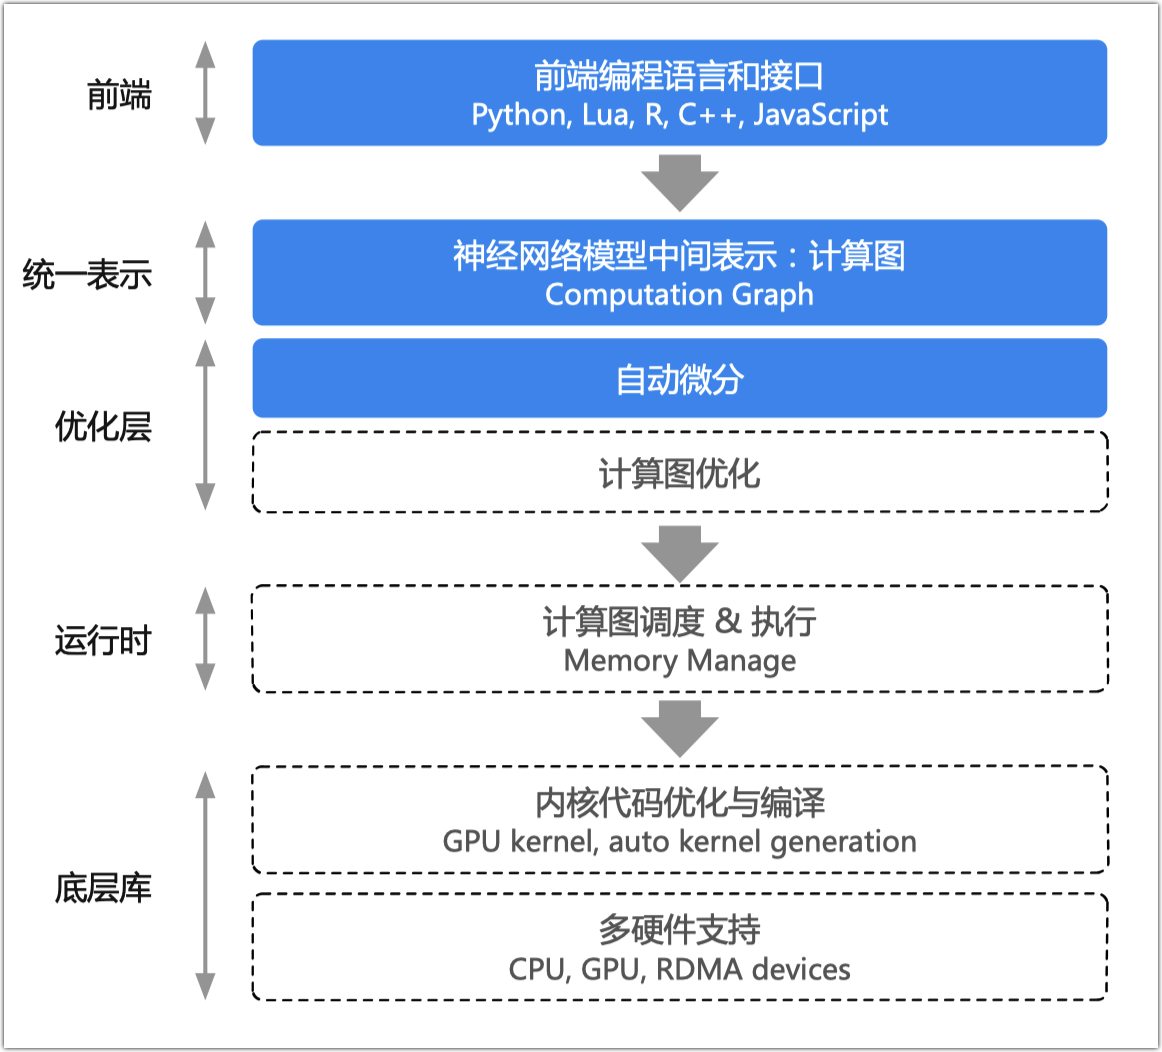 前端
前端编程语言和接口
Python, Lua, R, C++, JavaScript
统一表示
神经网络模型中间表示：计算图
Computation Graph
优化层
自动微分
计算图优化
运行时
计算图调度 & 执行
Memory Manage
底层库
内核代码优化与编译
GPU kernel, auto kernel generation
多硬件支持
CPU, GPU, RDMA devices